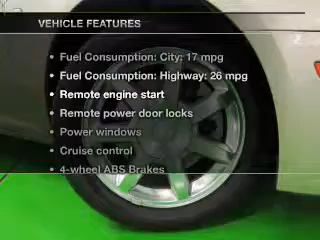 VEHICLE FEATURES
• Fuel Consumption: City: 17 mpg
• Fuel Consumption: Highway: 26 mpg
• Remote engine start
• Remote power door locks
• Power windows
• Cruise control
• 4-wheel ABS Brakes